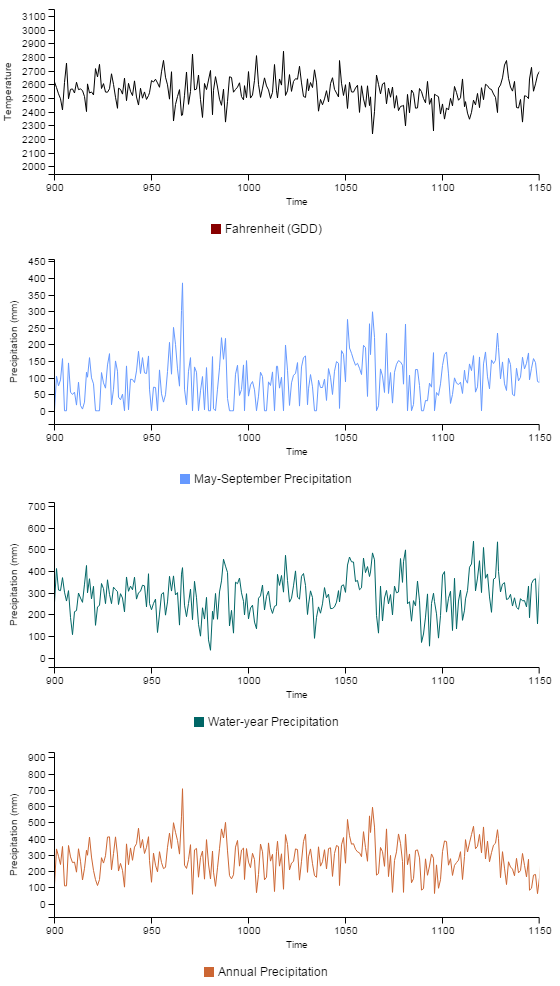 3100
3000
2900
2800
2700
2600
2500
2400
2300
2200
2100
2000
Temperature
900 950 1000 1050 1100 1150
Time
Fahrenheit (GDD)
450
400
350
300
250
200
150
100
50
0
Precipitation (mm)
900 950 1000 1050 1100 1150
Time
May-September Precipitation
700
600
500
400
300
200
100
0
Precipitation (mm)
900 950 1000 1050 1100 1150
Time
Water-year Precipitation
900
800
700
600
500
400
300
200
100
0
Precipitation (mm)
900 950 1000 1050 1100 1150
Time
Annual Precipitation